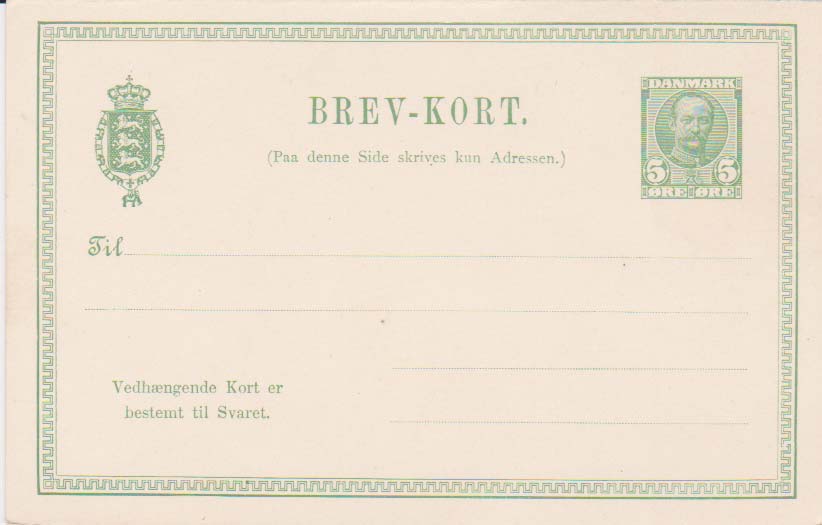 BREV-KORT.
(Paa denne Side skrives kun Adressen.)
DANMARK
5 5
ØRE ØRE
Til
Vedhængende Kort er
bestemt til Svaret.